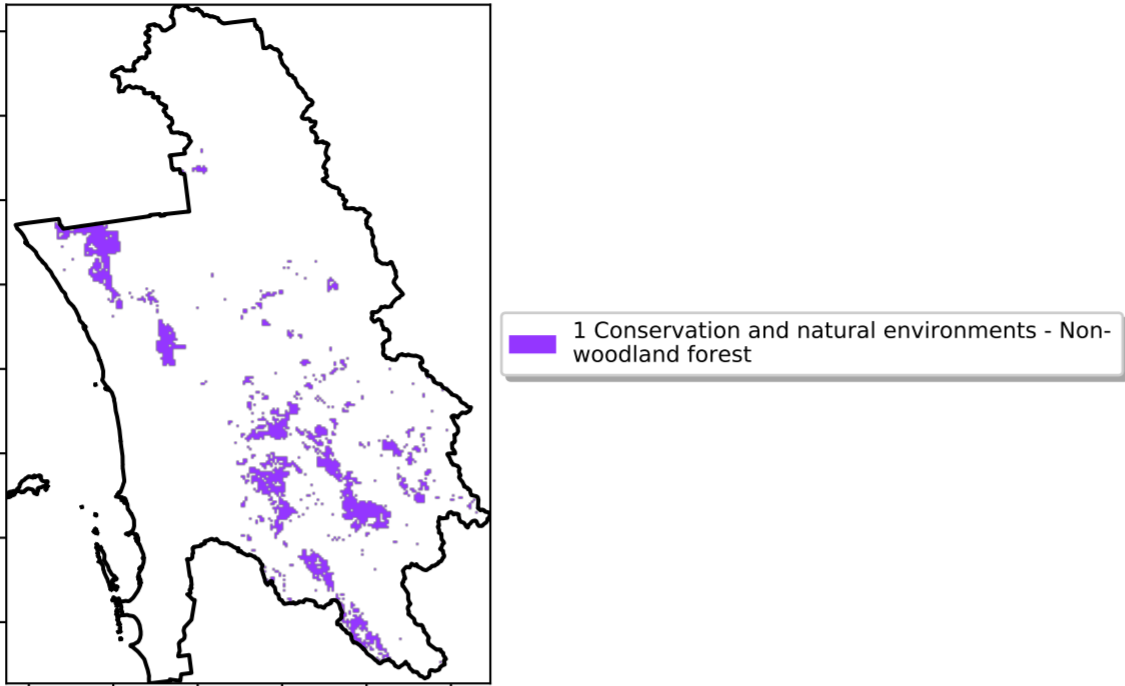 1 Conservation and natural environments - Non-
woodland forest